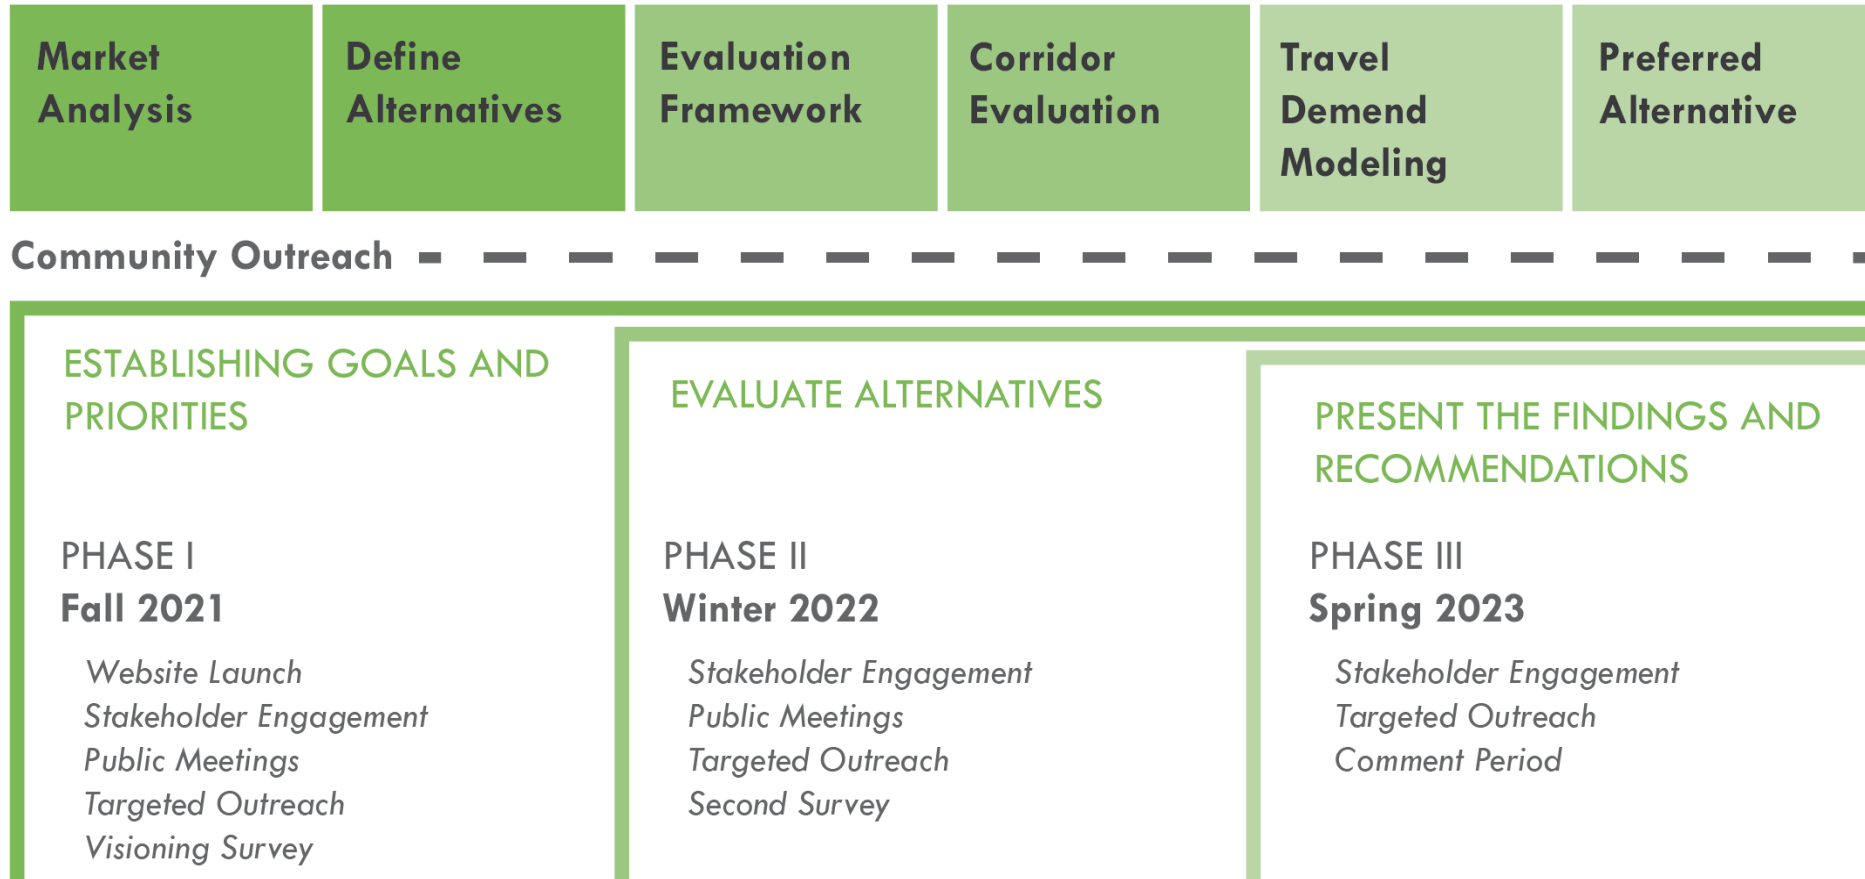 Market
Analysis
Define
Alternatives
Evaluation
Framework
Corridor
Evaluation
Travel
Demend
Modeling
Preferred
Alternative
Community Outreach
ESTABLISHING GOALS AND
PRIORITIES
PHASE I
Fall 2021
Website Launch
Stakeholder Engagement
Public Meetings
Targeted Outreach
Visioning Survey
EVALUATE ALTERNATIVES
PHASE II
Winter 2022
Stakeholder Engagement
Public Meetings
Targeted Outreach
Second Survey
PRESENT THE FINDINGS AND
RECOMMENDATIONS
PHASE III
Spring 2023
Stakeholder Engagement
Targeted Outreach
Comment Period